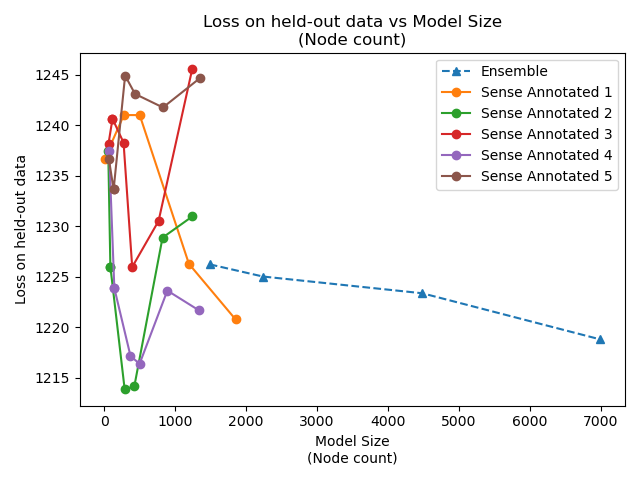 Loss on held-out data vs Model Size
(Node count)
Loss on held-out data
1245
1240
1235
1230
1225
1220
1215
Ensemble
Sense Annotated 1
Sense Annotated 2
Sense Annotated 3
Sense Annotated 4
Sense Annotated 5
0 1000 2000 3000 4000 5000 6000 7000
Model Size
(Node count)